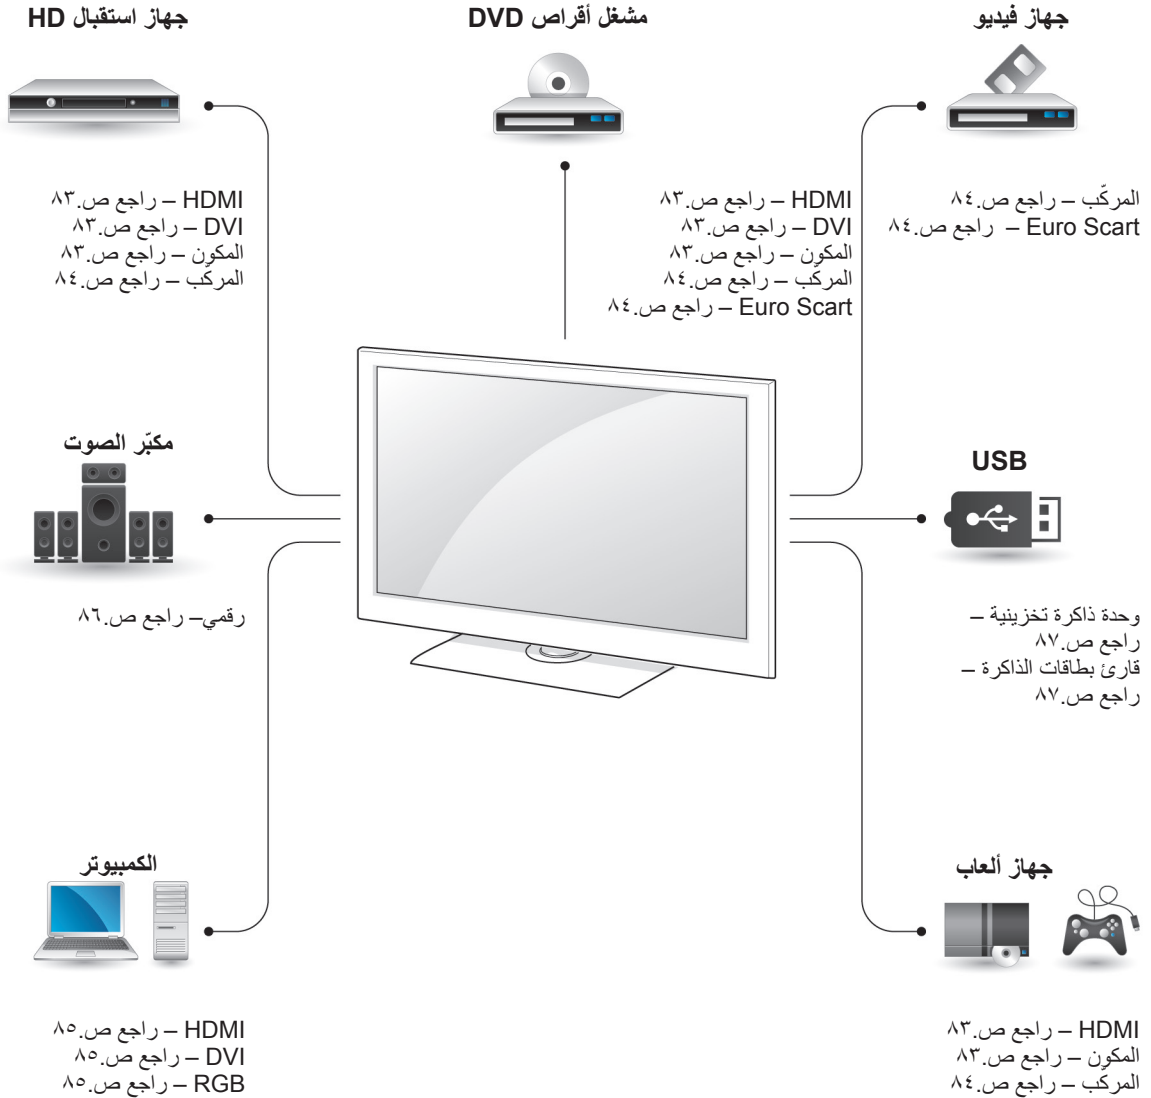 جهاز فيديو
المركّب – راجع ص.٨٤
Euro Scart – راجع ص.٨٤
مشغل أقراص DVD
HDMI – راجع ص.٨٣
DVI – راجع ص.٨٣
المكون – راجع ص.٨٣
المركّب – راجع ص.٨٤
Euro Scart – راجع ص.٨٤
جهاز استقبال HD
HDMI – راجع ص.٨٣
DVI – راجع ص.٨٣
المكون – راجع ص.٨٣
المركّب – راجع ص.٨٤
USB
وحدة ذاكرة تخزينية –
راجع ص.٨٧
قارئ بطاقات الذاكرة –
راجع ص.٨٧
مكبّر الصوت
رقمي– راجع ص.٨٦
جهاز ألعاب
HDMI – راجع ص.٨٣
المكون – راجع ص.٨٣
المركّب – راجع ص.٨٤
الكمبيوتر
HDMI – راجع ص.٨٥
DVI – راجع ص.٨٥
RGB – راجع ص.٨٥